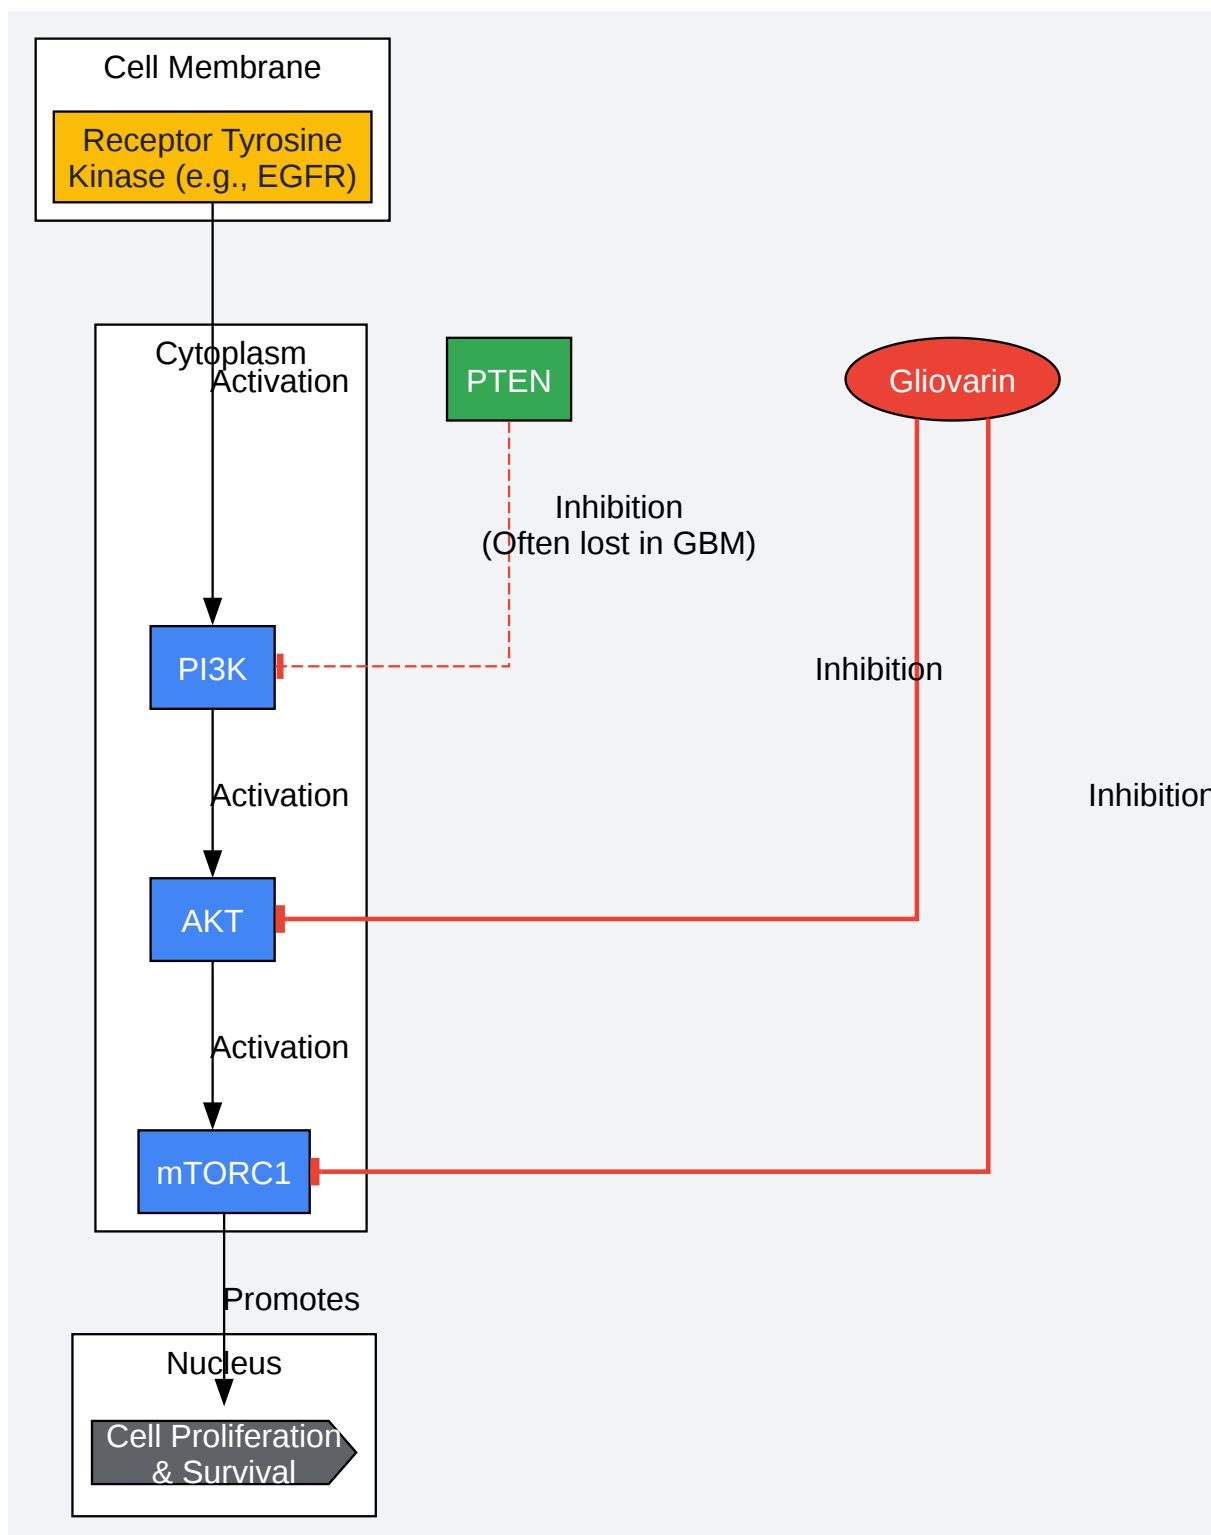 Cell Membrane
Receptor Tyrosine
Kinase (e.g., EGFR)
Cytoplasm
Activation
PTEN
Gliovarin
Inhibition
(Often lost in GBM)
PI3K
Inhibition
Activation
Inhibition
AKT
Activation
mTORC1
Promotes
Nucleus
Cell Proliferation
& Survival